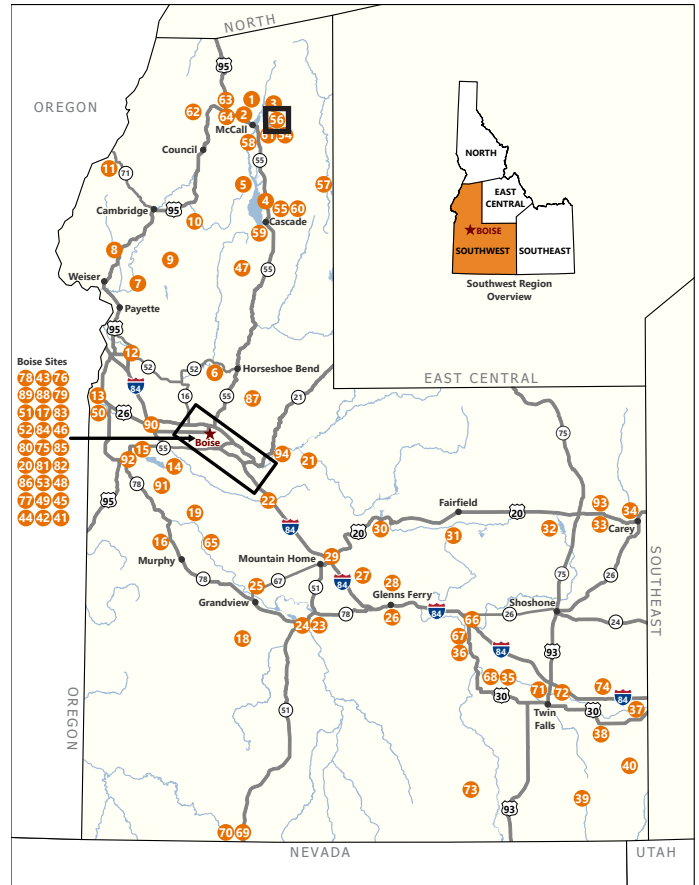 NORTH
OREGON
95
63 1 3
62 64 2 56
McCall
61 54
58
Council
55
11
71
5 57
4
55 60
Cambridge
95
10
Cascade
59
8
9
47
55
Weiser
7
Payette
95
12
52
52
6
Horseshoe Bend
84
16
55
87
21
13
50
26
90
Boise
15
55
92
14
94
21
78
91
22
95
19
84
16
65
Murphy
Mountain Home
29
20
30
Fairfield
20
31
32
93
34
33
Carey
75
78
67
25
Grandview
51
84
27
28
Glenns Ferry
26
78
24 23
18
84
66
26
Shoshone
75
26
24
67
36
84
93
68 35
30
71 72
74
84
37
30
Twin
Falls
38
40
39
73
93
51
70 69
Boise Sites
78 43 76
89 88 79
51 17 83
52 84 46
80 75 85
20 81 82
86 53 48
77 49 45
44 42 41
NORTH
EAST
CENTRAL
BOISE
SOUTHWEST
SOUTHEAST
Southwest Region
Overview
EAST CENTRAL
SOUTHEAST
OREGON
NEVADA
UTAH